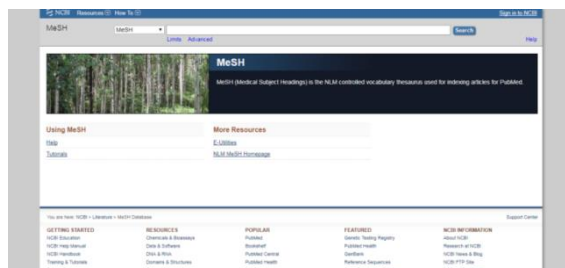 NCBI Resources How To Sign in to NCBI
MeSH MeSH Search
Limits Advanced Help
MeSH
MeSH (Medical Subject Headings) is the NLM controlled vocabulary thesaurus used for indexing articles for PubMed.
Using MeSH More Resources
Help E-Utilities
Tutorials NLM MeSH Homepage
You are here: NCBI > Literature > MeSH Database Support Center
GETTING STARTED RESOURCES POPULAR FEATURED NCBI INFORMATION
NCBI Education Chemicals & Bioassays PubMed Genetic Testing Registry About NCBI
NCBI Help Manual Data & Software Bookshelf PubMed Health Research at NCBI
NCBI Handbook DNA & RNA PubMed Central GenBank NCBI News & Blog
Training & Tutorials Domains & Structures PubMed Health Reference Sequences NCBI FTP Site